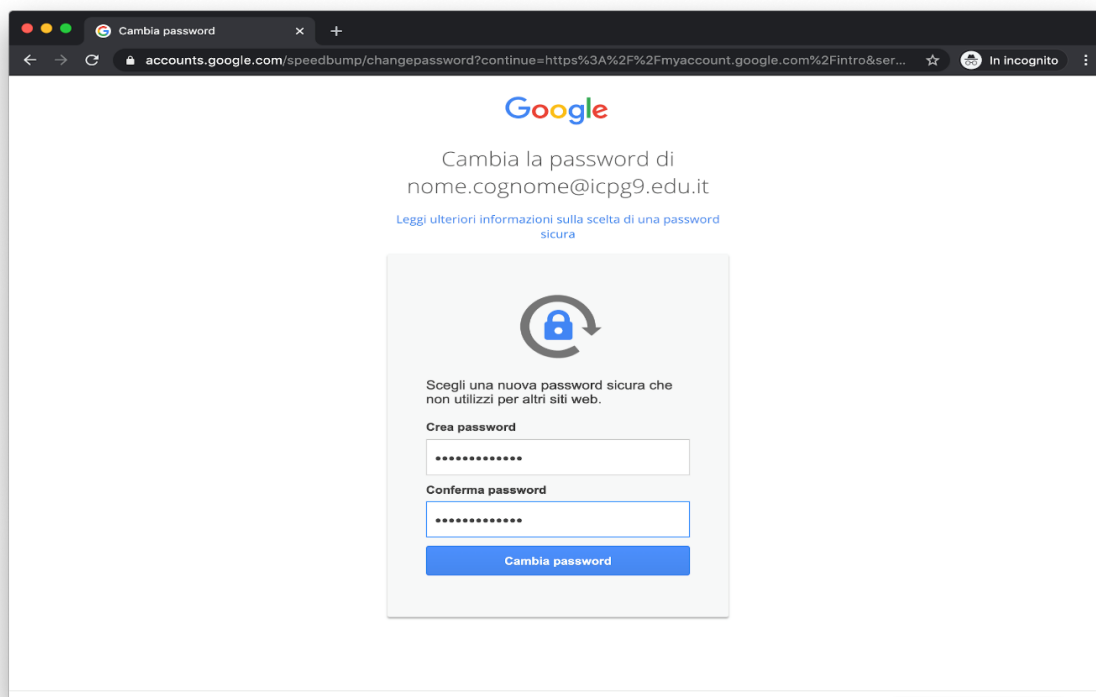 Cambia password
accounts.google.com/speedbump/changepassword?continue=https%3A%2F%2Fmyaccount.google.com%2Fintro&ser...
In incognito
Google
Cambia la password di
nome.cognome@icpg9.edu.it
Leggi ulteriori informazioni sulla scelta di una password
sicura
Scegli una nuova password sicura che
non utilizzi per altri siti web.
Crea password
•••••••••••••
Conferma password
•••••••••••••
Cambia password